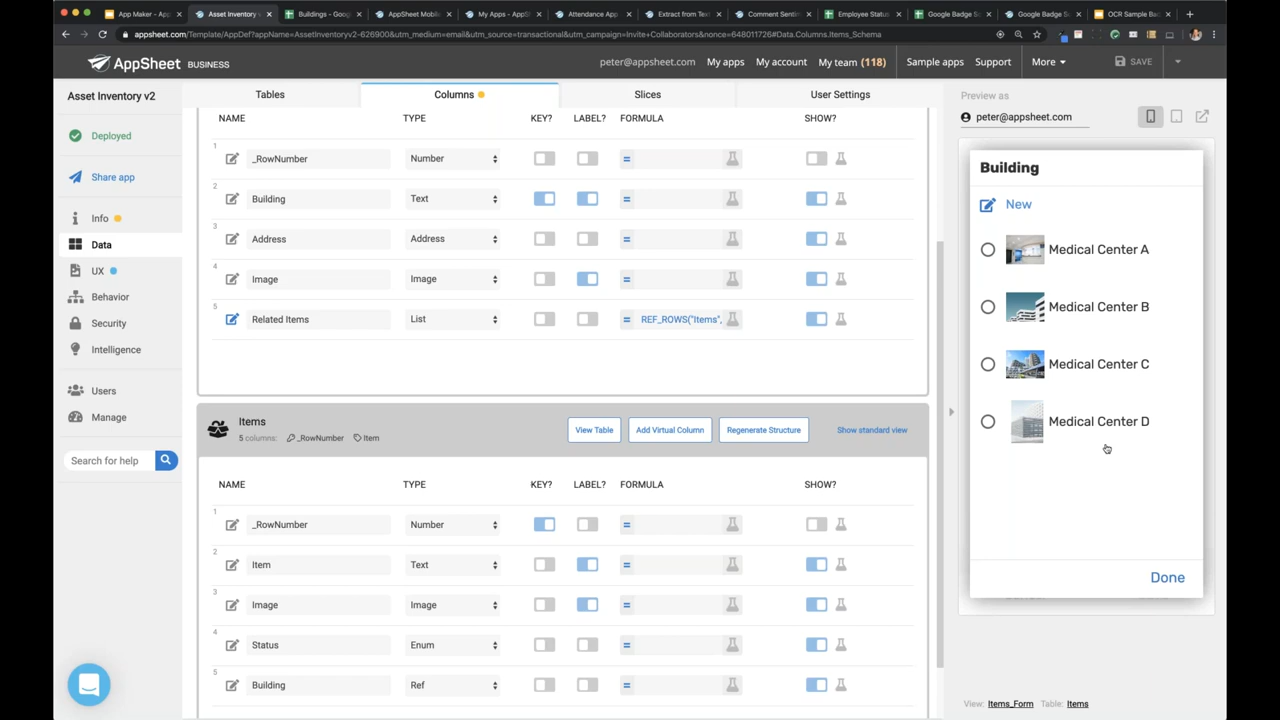 App Maker - App
Asset Inventory v2
Buildings - Goog
AppSheet Mobile
My Apps - AppS
Attendance App
Extract from Tex
Comment Senti
Employee Status
Google Badge S
Google Badge S
OCR Sample Bac
appsheet.com/Template/AppDef?appName=AssetInventoryv2-626900&utm_medium=email&utm_source=transactional&utm_campaign=Invite+Collaborators&nonce=648011726#Data.Columns.Items_Schema
AppSheet BUSINESS
peter@appsheet.com My apps My account My team (118) Sample apps Support More SAVE
Asset Inventory v2
Deployed
Share app
Info
Data
UX
Behavior
Security
Intelligence
Users
Manage
Search for help
Tables Columns Slices User Settings
NAME TYPE KEY? LABEL? FORMULA SHOW?
1 _RowNumber Number =
2 Building Text =
3 Address Address =
4 Image Image =
5 Related Items List = REF_ROWS("Items",
Items
5 columns: _RowNumber Item
View Table Add Virtual Column Regenerate Structure Show standard view
NAME TYPE KEY? LABEL? FORMULA SHOW?
1 _RowNumber Number =
2 Item Text =
3 Image Image =
4 Status Enum =
5 Building Ref =
Preview as
peter@appsheet.com
Building
New
Medical Center A
Medical Center B
Medical Center C
Medical Center D
Done
View: Items_Form Table: Items